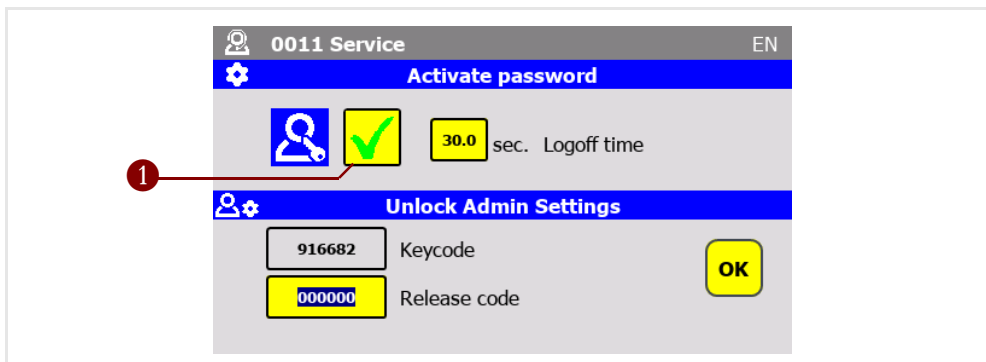 0011 Service EN
Activate password
30.0 sec. Logoff time
1
Unlock Admin Settings
916682 Keycode
OK
000000 Release code